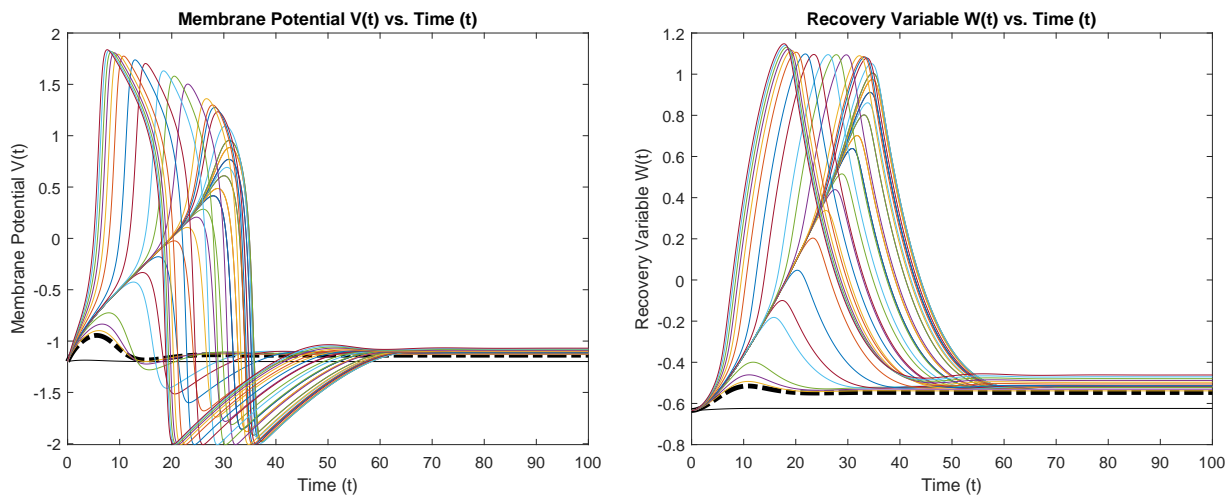 Membrane Potential V(t) vs. Time (t)
2
1.5
1
0.5
0
-0.5
-1
-1.5
-2
Membrane Potential V(t)
0 10 20 30 40 50 60 70 80 90 100
Time (t)
Recovery Variable W(t) vs. Time (t)
1.2
1
0.8
0.6
0.4
0.2
0
-0.2
-0.4
-0.6
-0.8
Recovery Variable W(t)
0 10 20 30 40 50 60 70 80 90 100
Time (t)